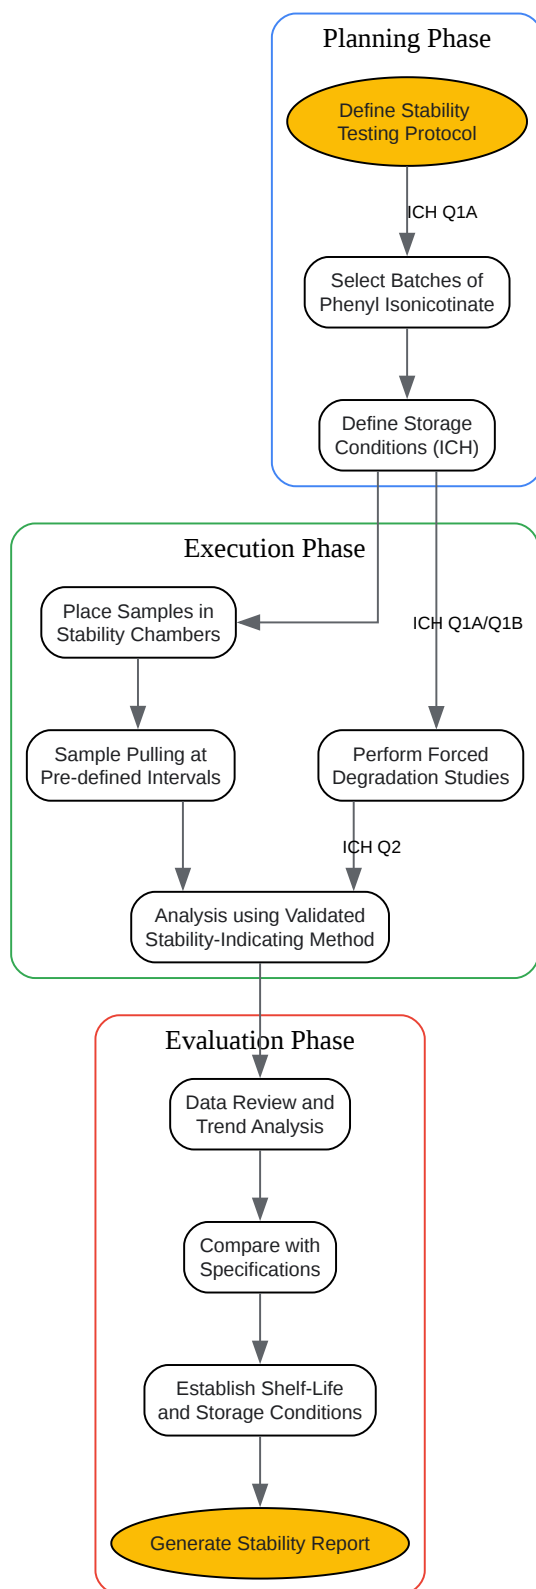 Planning Phase
Define Stability
Testing Protocol
ICH Q1A
Select Batches of
Phenyl Isonicotinate
Define Storage
Conditions (ICH)
Execution Phase
Place Samples in
Stability Chambers
ICH Q1A/Q1B
Sample Pulling at
Pre-defined Intervals
Perform Forced
Degradation Studies
ICH Q2
Analysis using Validated
Stability-Indicating Method
Evaluation Phase
Data Review and
Trend Analysis
Compare with
Specifications
Establish Shelf-Life
and Storage Conditions
Generate Stability Report